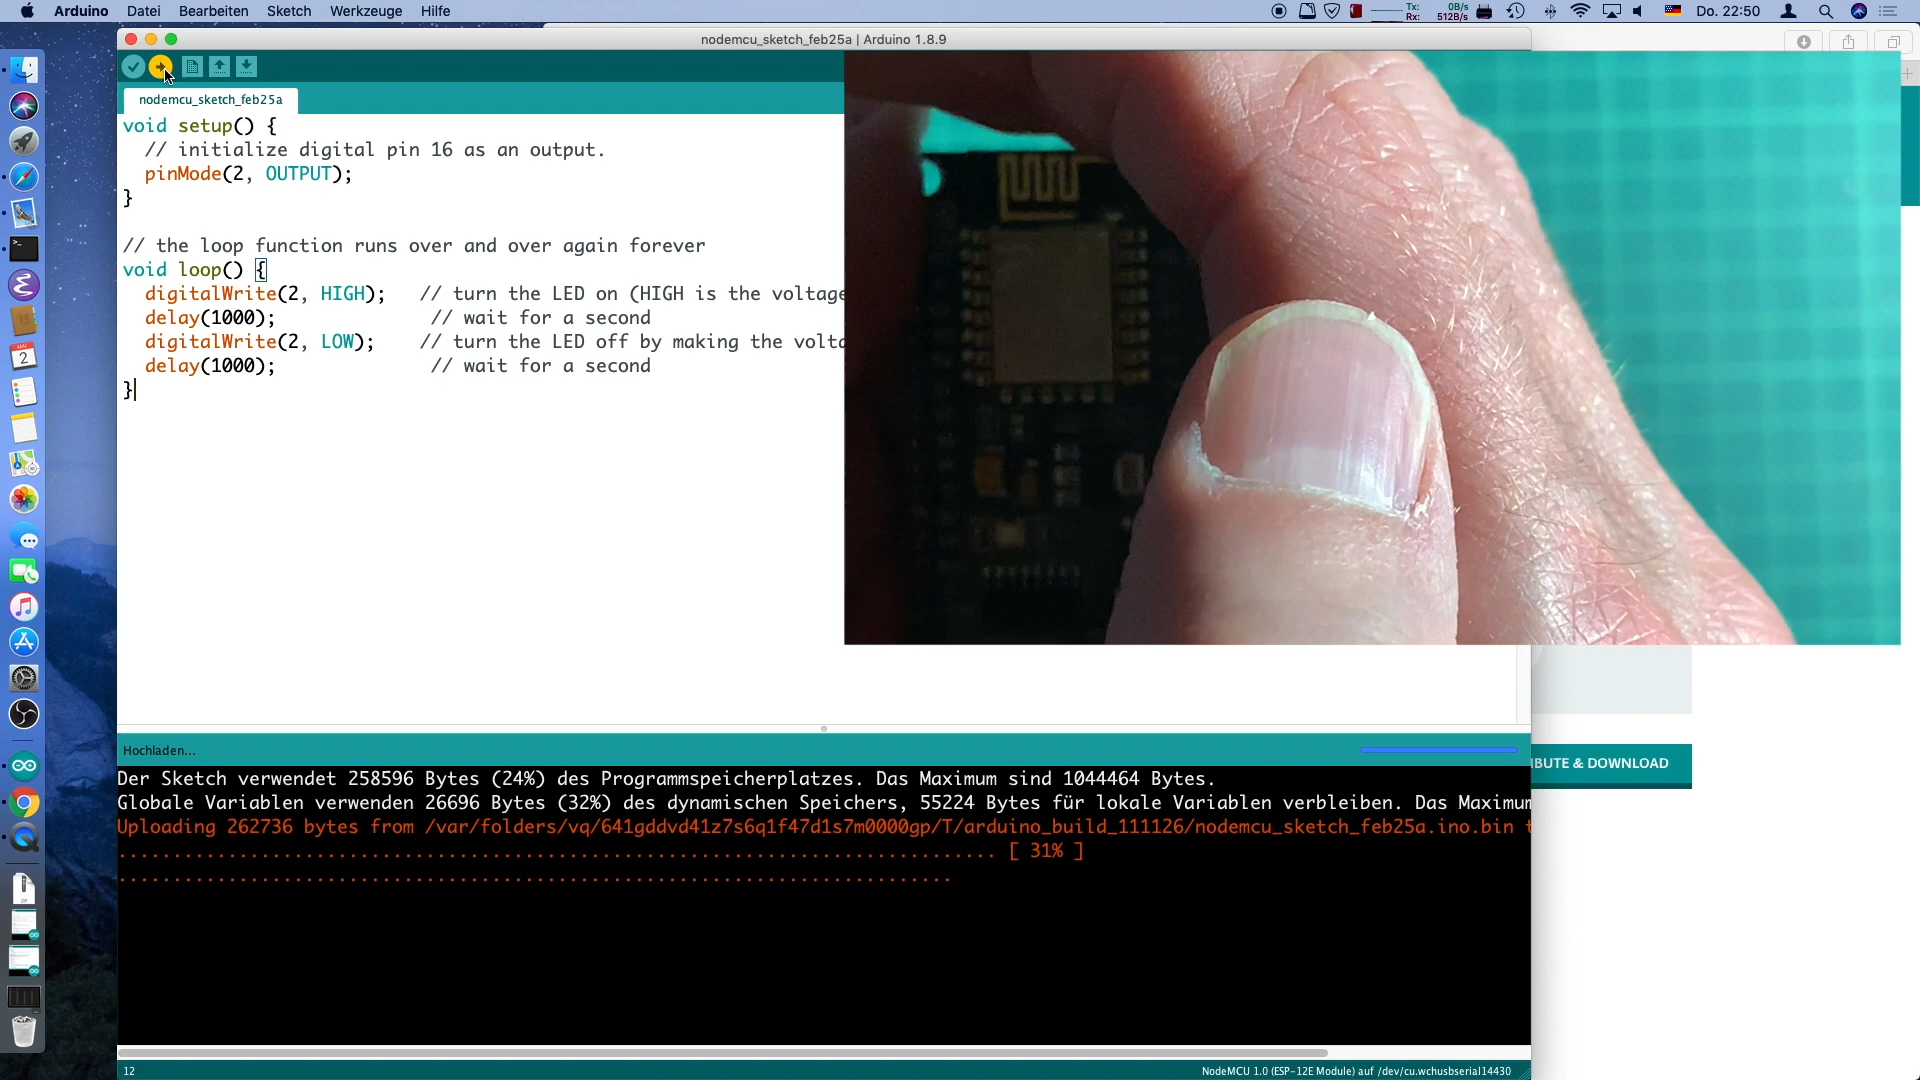 Arduino Datei Bearbeiten Sketch Werkzeuge Hilfe
Tx: 0B/s
Rx: 512B/s
Do. 22:50
nodemcu_sketch_feb25a | Arduino 1.8.9
nodemcu_sketch_feb25a
void setup() {
// initialize digital pin 16 as an output.
pinMode(2, OUTPUT);
}
// the loop function runs over and over again forever
void loop() {
digitalWrite(2, HIGH); // turn the LED on (HIGH is the voltage
delay(1000); // wait for a second
digitalWrite(2, LOW); // turn the LED off by making the volta
delay(1000); // wait for a second
}
Hochladen...
IBUTE & DOWNLOAD
Der Sketch verwendet 258596 Bytes (24%) des Programmspeicherplatzes. Das Maximum sind 1044464 Bytes.
Globale Variablen verwenden 26696 Bytes (32%) des dynamischen Speichers, 55224 Bytes für lokale Variablen verbleiben. Das Maximum
Uploading 262736 bytes from /var/folders/vq/641gddvd41z7s6q1f47d1s7m0000gp/T/arduino_build_111126/nodemcu_sketch_feb25a.ino.bin t
................................................................................ [ 31% ]
............................................................................
12
NodeMCU 1.0 (ESP-12E Module) auf /dev/cu.wchusbserial14430